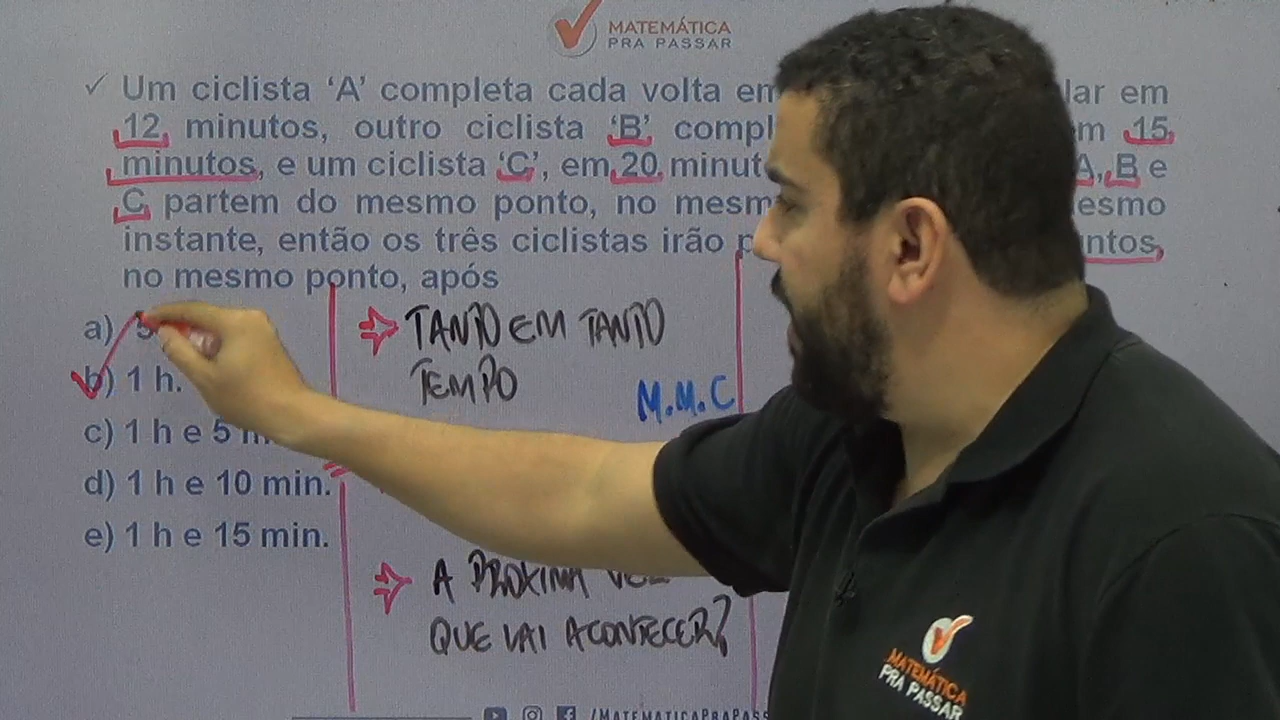 MATEMÁTICA
PRA PASSAR
✓ Um ciclista ‘A’ completa cada volta em lar em
12 minutos, outro ciclista ‘B’ compl m 15
minutos, e um ciclista ‘C’, em 20 minut A, B e
C partem do mesmo ponto, no mesm esmo
instante, então os três ciclistas irão p untos,
no mesmo ponto, após
a) 5
b) 1 h.
c) 1 h e 5 m
d) 1 h e 10 min.
e) 1 h e 15 min.
⇒ TANTO EM TANTO
TEMPO
M.M.C
⇒ A PRÓXIMA VEZ
QUE VAI ACONTECER?
MATEMÁTICA
PRA PASSAR
/MATEMATICAPRAPASS